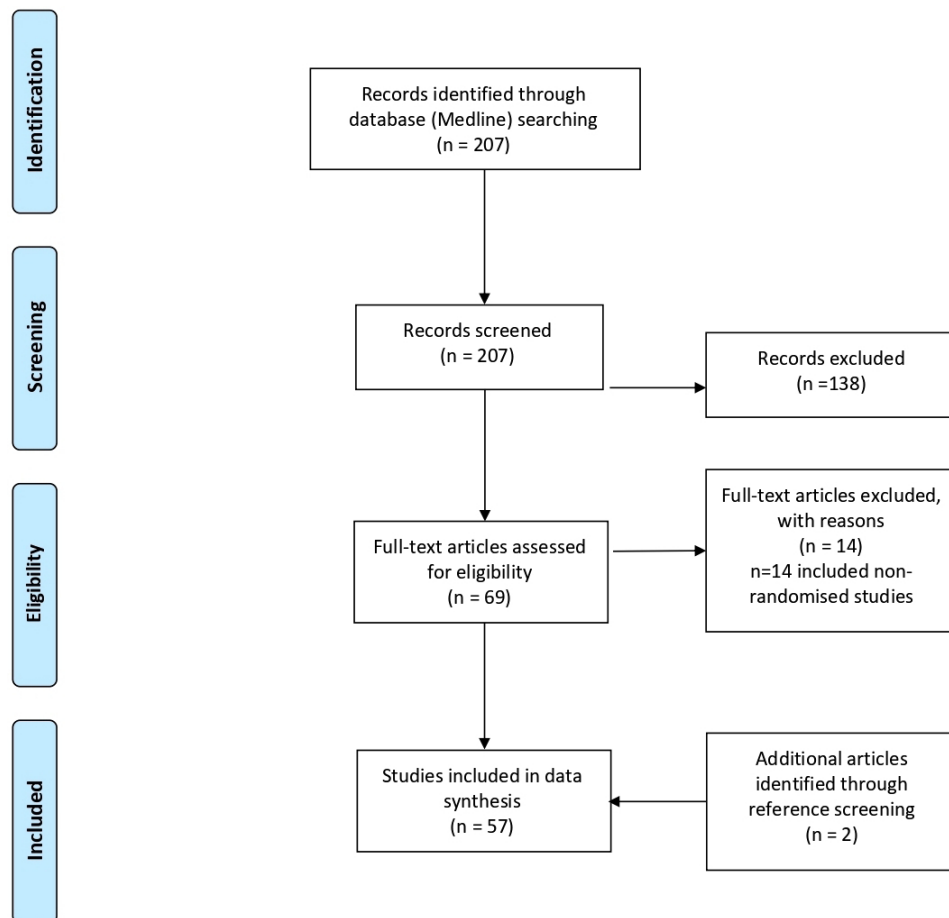 Identification
Records identified through
database (Medline) searching
(n = 207)
Screening
Records screened
(n = 207)
Records excluded
(n =138)
Eligibility
Full-text articles assessed
for eligibility
(n = 69)
Full-text articles excluded,
with reasons
(n = 14)
n=14 included non-
randomised studies
Included
Studies included in data
synthesis
(n = 57)
Additional articles
identified through
reference screening
(n = 2)